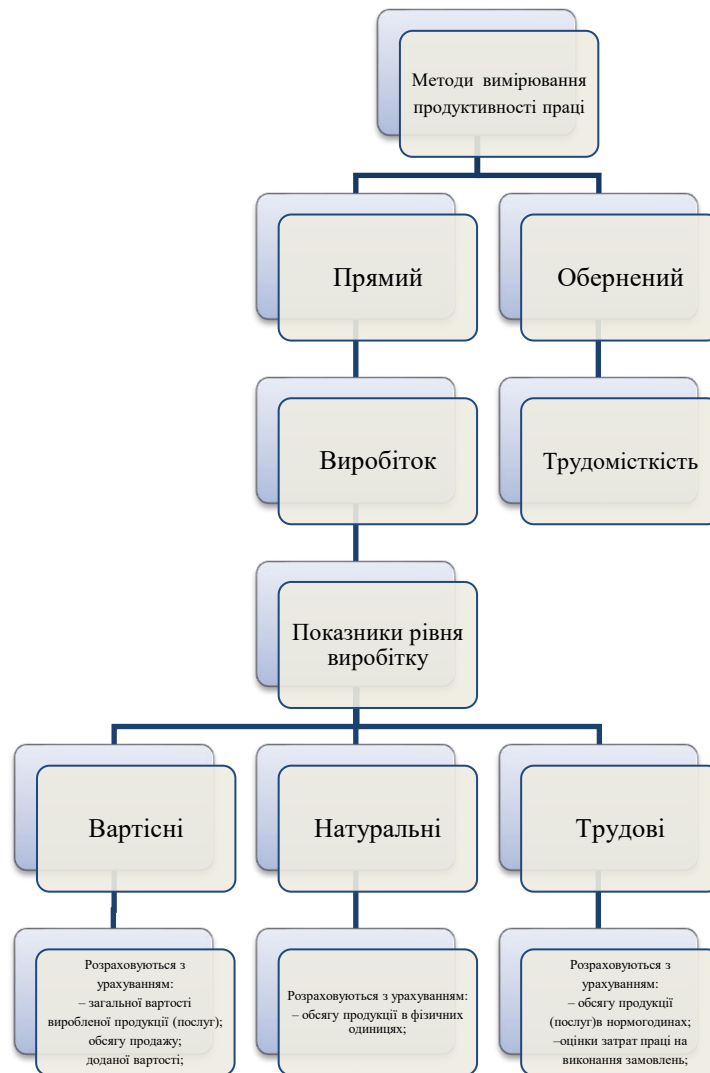 Методи вимірювання
продуктивності праці
Прямий
Обернений
Виробіток
Трудомісткість
Показники рівня
виробітку
Вартісні
Натуральні
Трудові
Розраховуються з
урахуванням:
– загальної вартості
виробленої продукції (послуг);
обсягу продажу;
доданої вартості;
Розраховуються з урахуванням:
– обсягу продукції в фізичних
одиницях;
Розраховуються з
урахуванням:
– обсягу продукції
(послуг)в нормогодинах;
–оцінки затрат праці на
виконання замовлень;